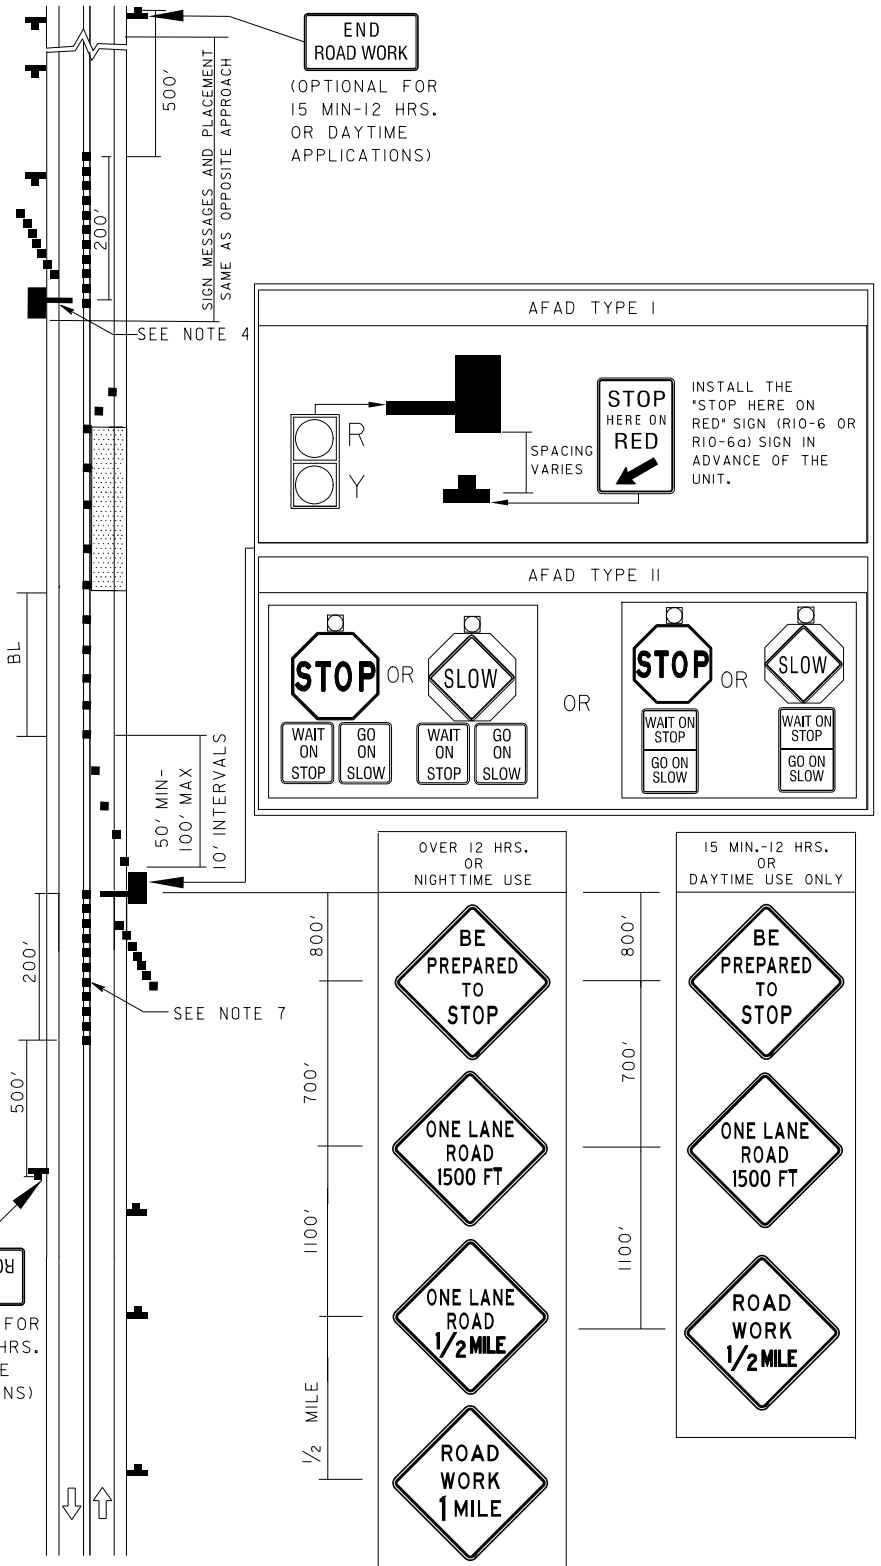 END
ROAD WORK
(OPTIONAL FOR
15 MIN-12 HRS.
OR DAYTIME
APPLICATIONS)
500'
SIGN MESSAGES AND PLACEMENT
SAME AS OPPOSITE APPROACH
200'
SEE NOTE 4
AFAD TYPE I
R
Y
SPACING
VARIES
STOP
HERE ON
RED
INSTALL THE
"STOP HERE ON
RED" SIGN (R10-6 OR
R10-6a) SIGN IN
ADVANCE OF THE
UNIT.
AFAD TYPE II
STOP
OR
SLOW
WAIT
ON
STOP
GO
ON
SLOW
WAIT
ON
STOP
GO
ON
SLOW
OR
STOP
OR
SLOW
WAIT ON
STOP
GO ON
SLOW
WAIT ON
STOP
GO ON
SLOW
BL
50' MIN-
100' MAX
10' INTERVALS
200'
SEE NOTE 7
500'
RO
FOR
HRS.
E
NS)
OVER 12 HRS.
OR
NIGHTTIME USE
800'
BE
PREPARED
TO
STOP
700'
ONE LANE
ROAD
1500 FT
1100'
ONE LANE
ROAD
1/2 MILE
1/2 MILE
ROAD
WORK
1 MILE
15 MIN.-12 HRS.
OR
DAYTIME USE ONLY
800'
BE
PREPARED
TO
STOP
700'
ONE LANE
ROAD
1500 FT
1100'
ROAD
WORK
1/2 MILE